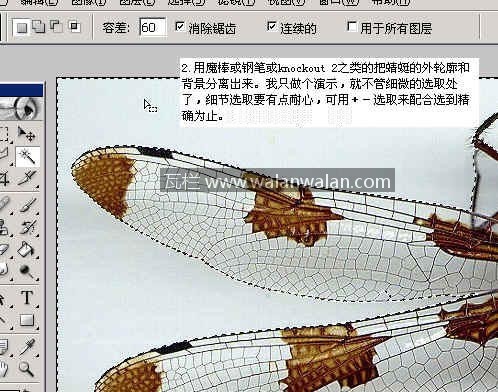 容差: 60 消除锯齿 连续的 用于所有图层
2.用魔棒或钢笔或knockout 2之类的把蜻蜓的外轮廓和
背景分离出来。我只做个演示，就不管细微的选取处
了，细节选取要有点耐心，可用＋－选取来配合选到精
确为止。
瓦栏 www.walanwalan.com